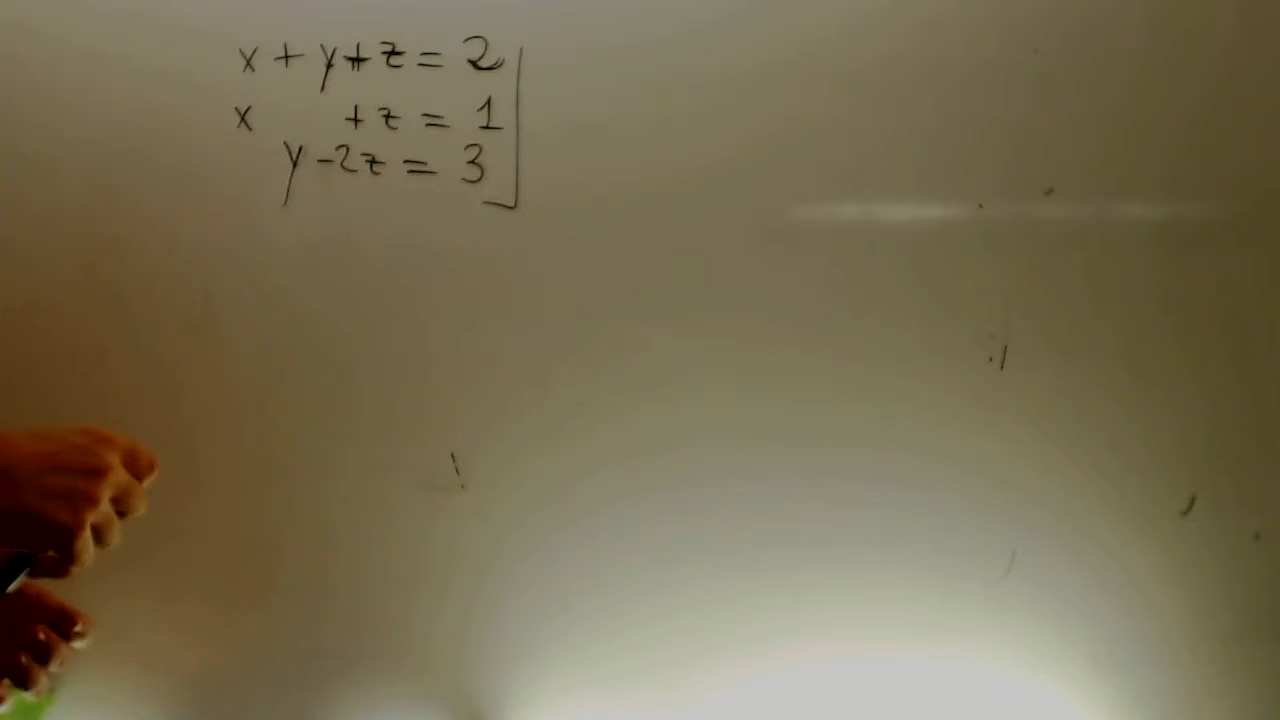 x + y + z = 2
x + z = 1
y - 2z = 3